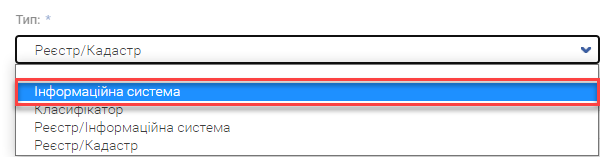 Тип: *
Реєстр/Кадастр
Інформаційна система
Класифікатор
Реєстр/Інформаційна система
Реєстр/Кадастр